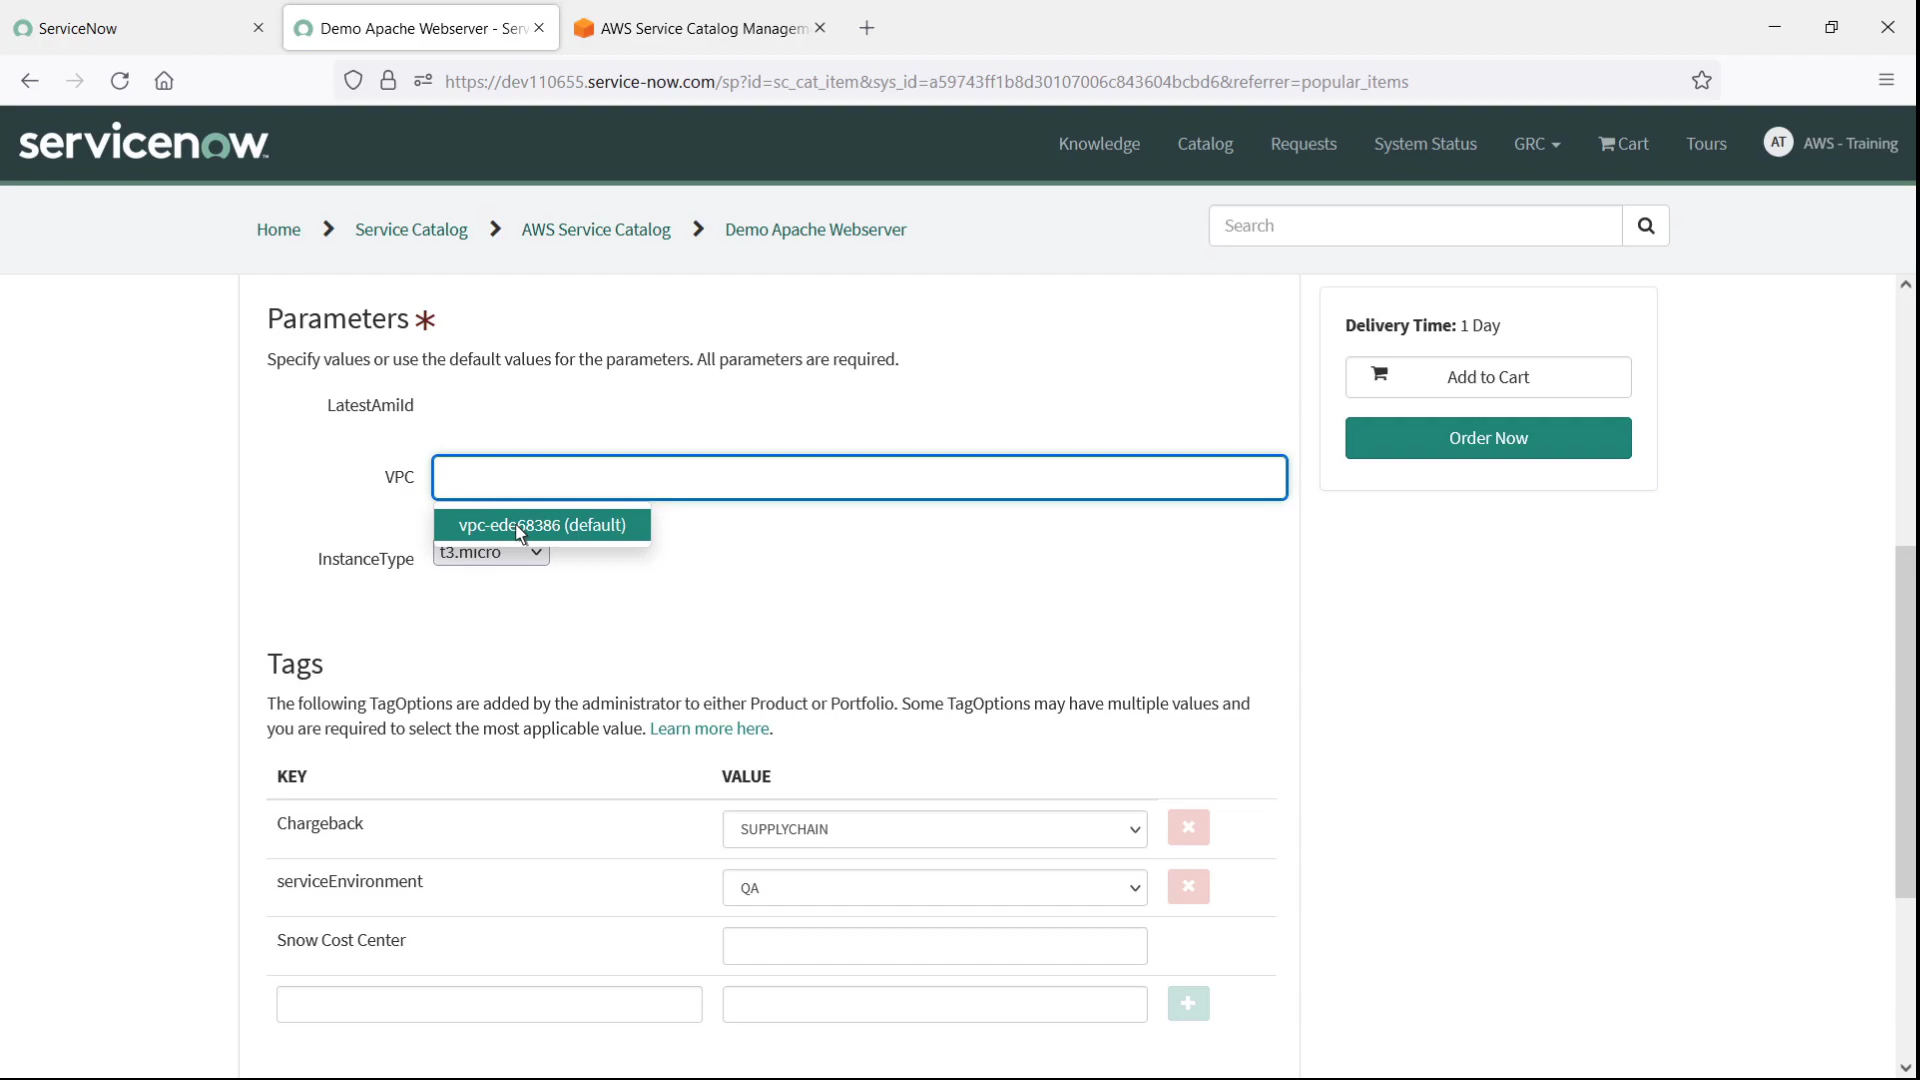 ServiceNow
Demo Apache Webserver - Serv
AWS Service Catalog Managem
https://dev110655.service-now.com/sp?id=sc_cat_item&sys_id=a59743ff1b8d30107006c843604bcbd6&referrer=popular_items
servicenow
Knowledge
Catalog
Requests
System Status
GRC
Cart
Tours
AT
AWS - Training
Home
Service Catalog
AWS Service Catalog
Demo Apache Webserver
Search
Parameters *
Specify values or use the default values for the parameters. All parameters are required.
LatestAmiId
VPC
vpc-ede68386 (default)
InstanceType
t3.micro
Delivery Time: 1 Day
Add to Cart
Order Now
Tags
The following TagOptions are added by the administrator to either Product or Portfolio. Some TagOptions may have multiple values and
you are required to select the most applicable value. Learn more here.
KEY VALUE
Chargeback SUPPLYCHAIN
serviceEnvironment QA
Snow Cost Center